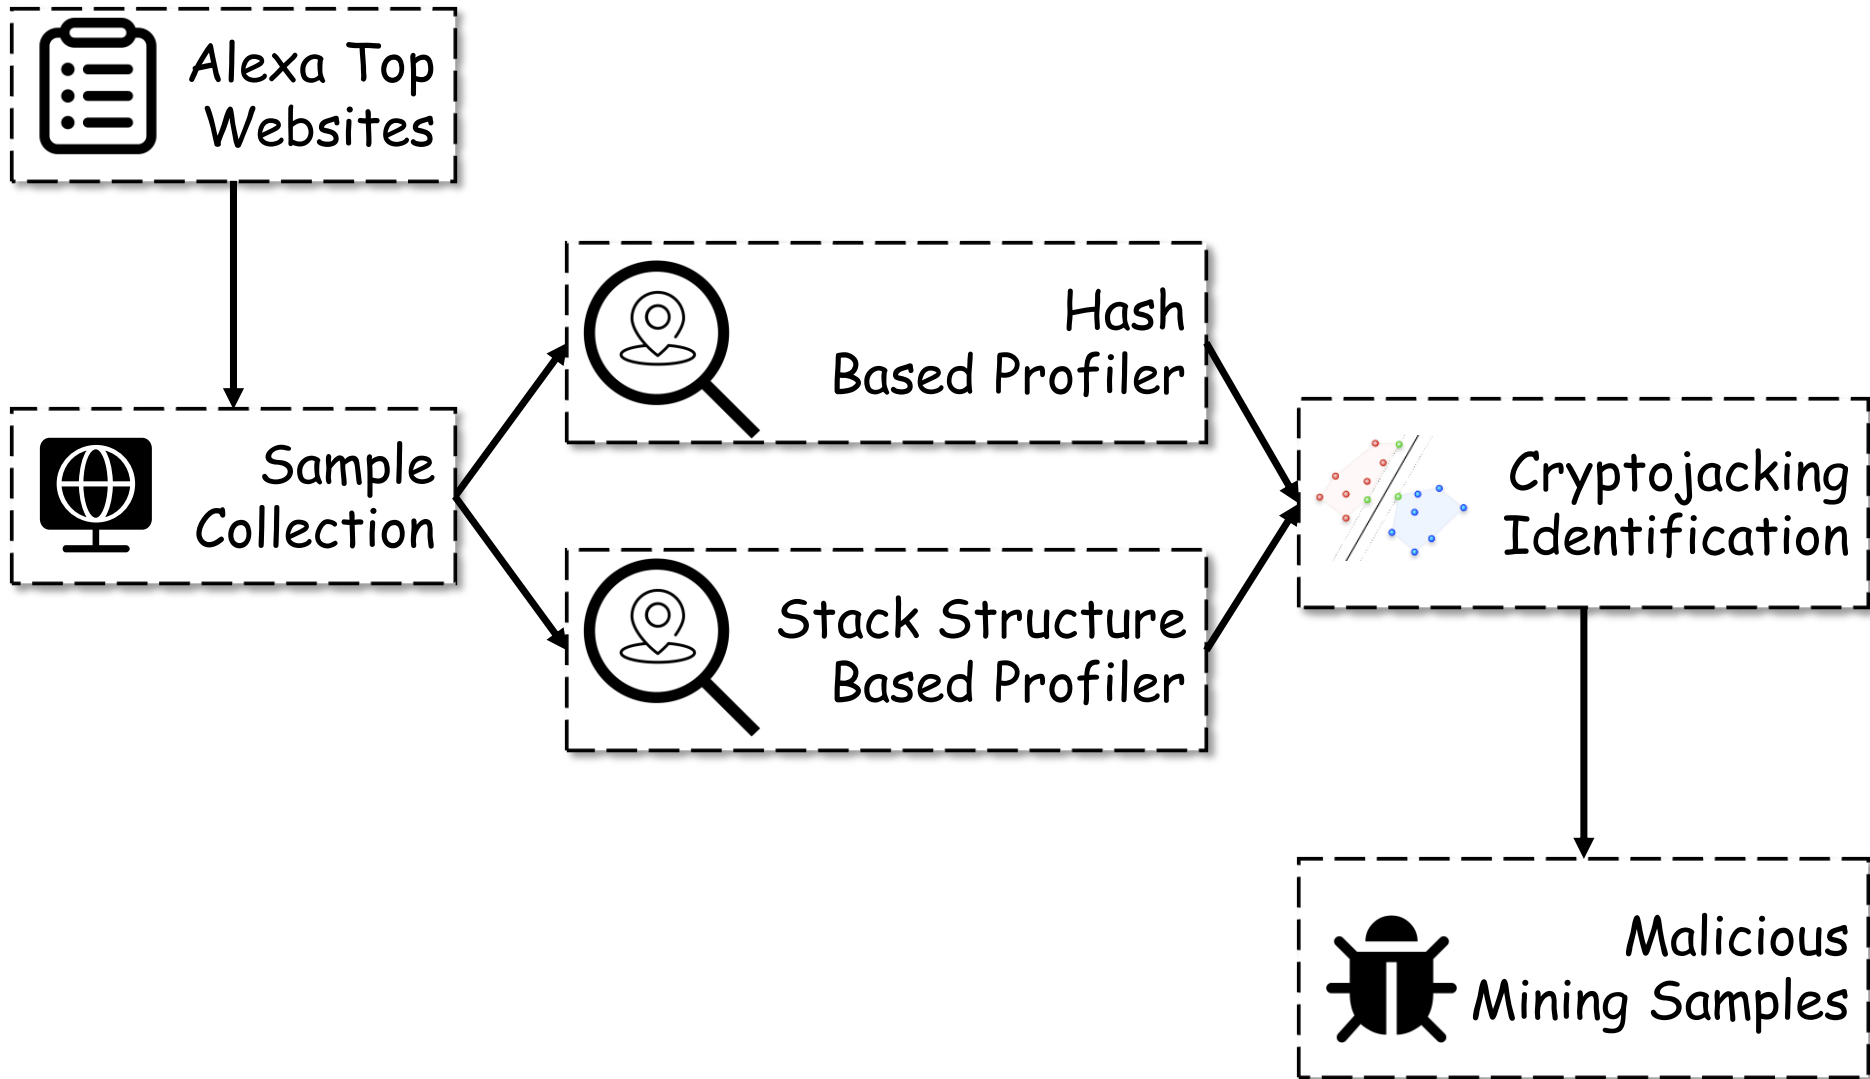 Alexa Top
Websites
Sample
Collection
Hash
Based Profiler
Stack Structure
Based Profiler
Cryptojacking
Identification
Malicious
Mining Samples